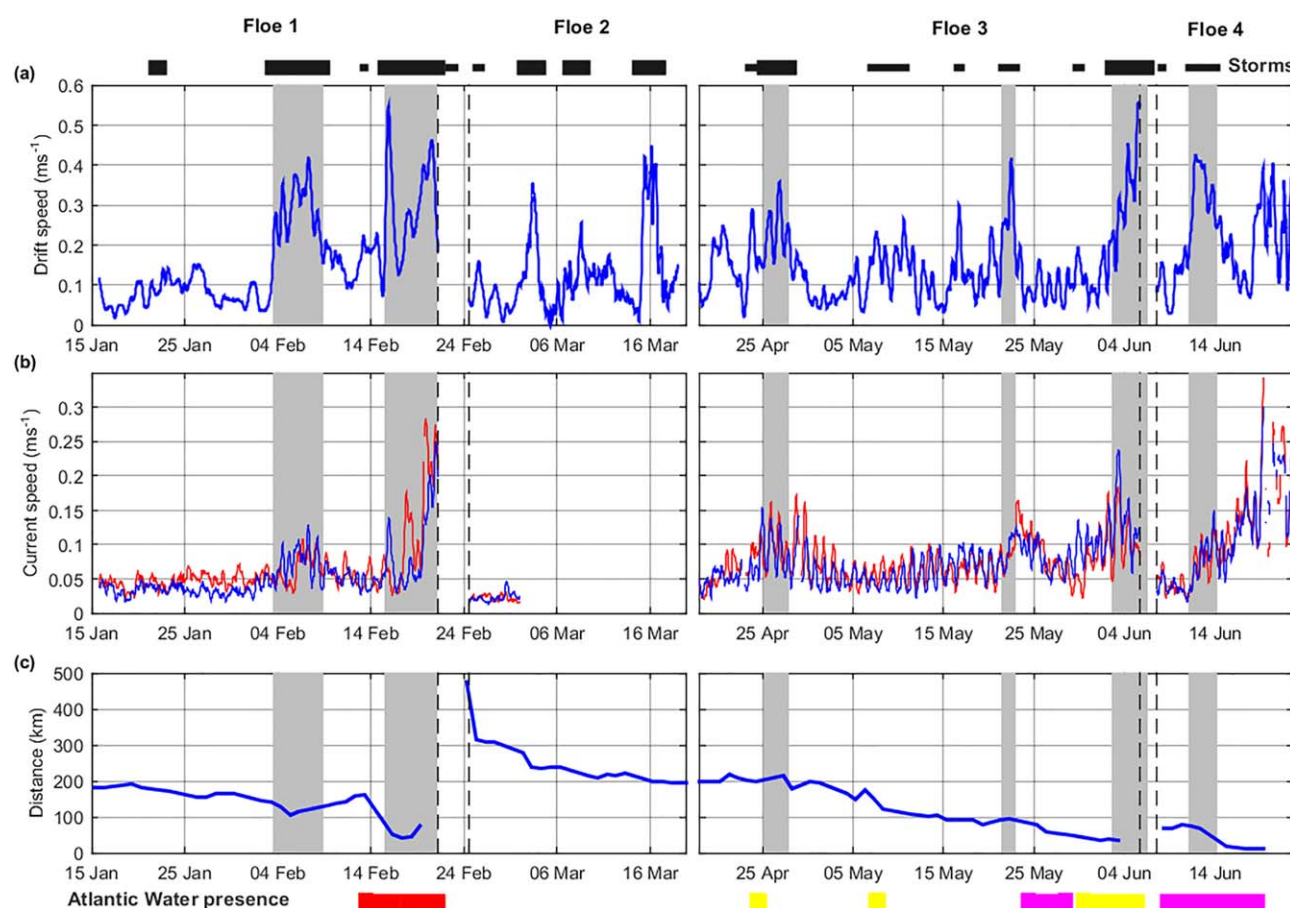 Floe 1 Floe 2 Floe 3 Floe 4
Storms
(a)
0.6
0.5
0.4
0.3
0.2
0.1
0
Drift speed (ms⁻¹)
15 Jan 25 Jan 04 Feb 14 Feb 24 Feb 06 Mar 16 Mar 25 Apr 05 May 15 May 25 May 04 Jun 14 Jun
(b)
0.3
0.25
0.2
0.15
0.1
0.05
0
Current speed (ms⁻¹)
15 Jan 25 Jan 04 Feb 14 Feb 24 Feb 06 Mar 16 Mar 25 Apr 05 May 15 May 25 May 04 Jun 14 Jun
(c)
500
400
300
200
100
0
Distance (km)
15 Jan 25 Jan 04 Feb 14 Feb 24 Feb 06 Mar 16 Mar 25 Apr 05 May 15 May 25 May 04 Jun 14 Jun
Atlantic Water presence